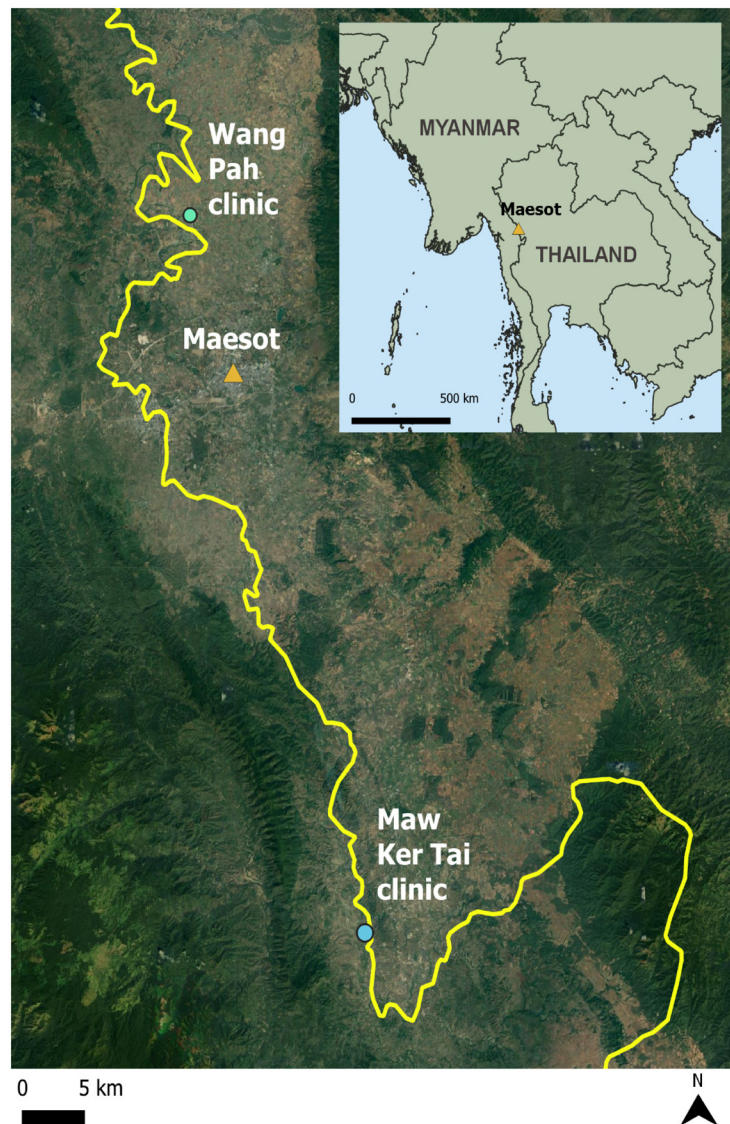 Wang
Pah
clinic
Maesot
Maw
Ker Tai
clinic
MYANMAR
Maesot
THAILAND
0 500 km
0 5 km
N